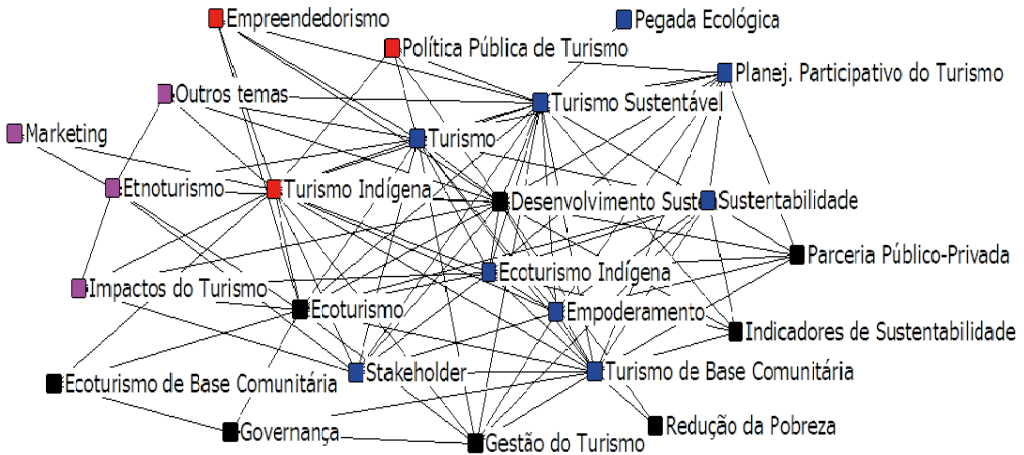 Empreendedorismo
Pegada Ecológica
Política Pública de Turismo
Planej. Participativo do Turismo
Outros temas
Turismo Sustentável
Marketing
Turismo
Etnoturismo
Turismo Indígena
Desenvolvimento Susten
Sustentabilidade
Parceria Público-Privada
Ecoturismo Indígena
Impactos do Turismo
Ecoturismo
Empoderamento
Indicadores de Sustentabilidade
Ecoturismo de Base Comunitária
Stakeholder
Turismo de Base Comunitária
Governança
Gestão do Turismo
Redução da Pobreza